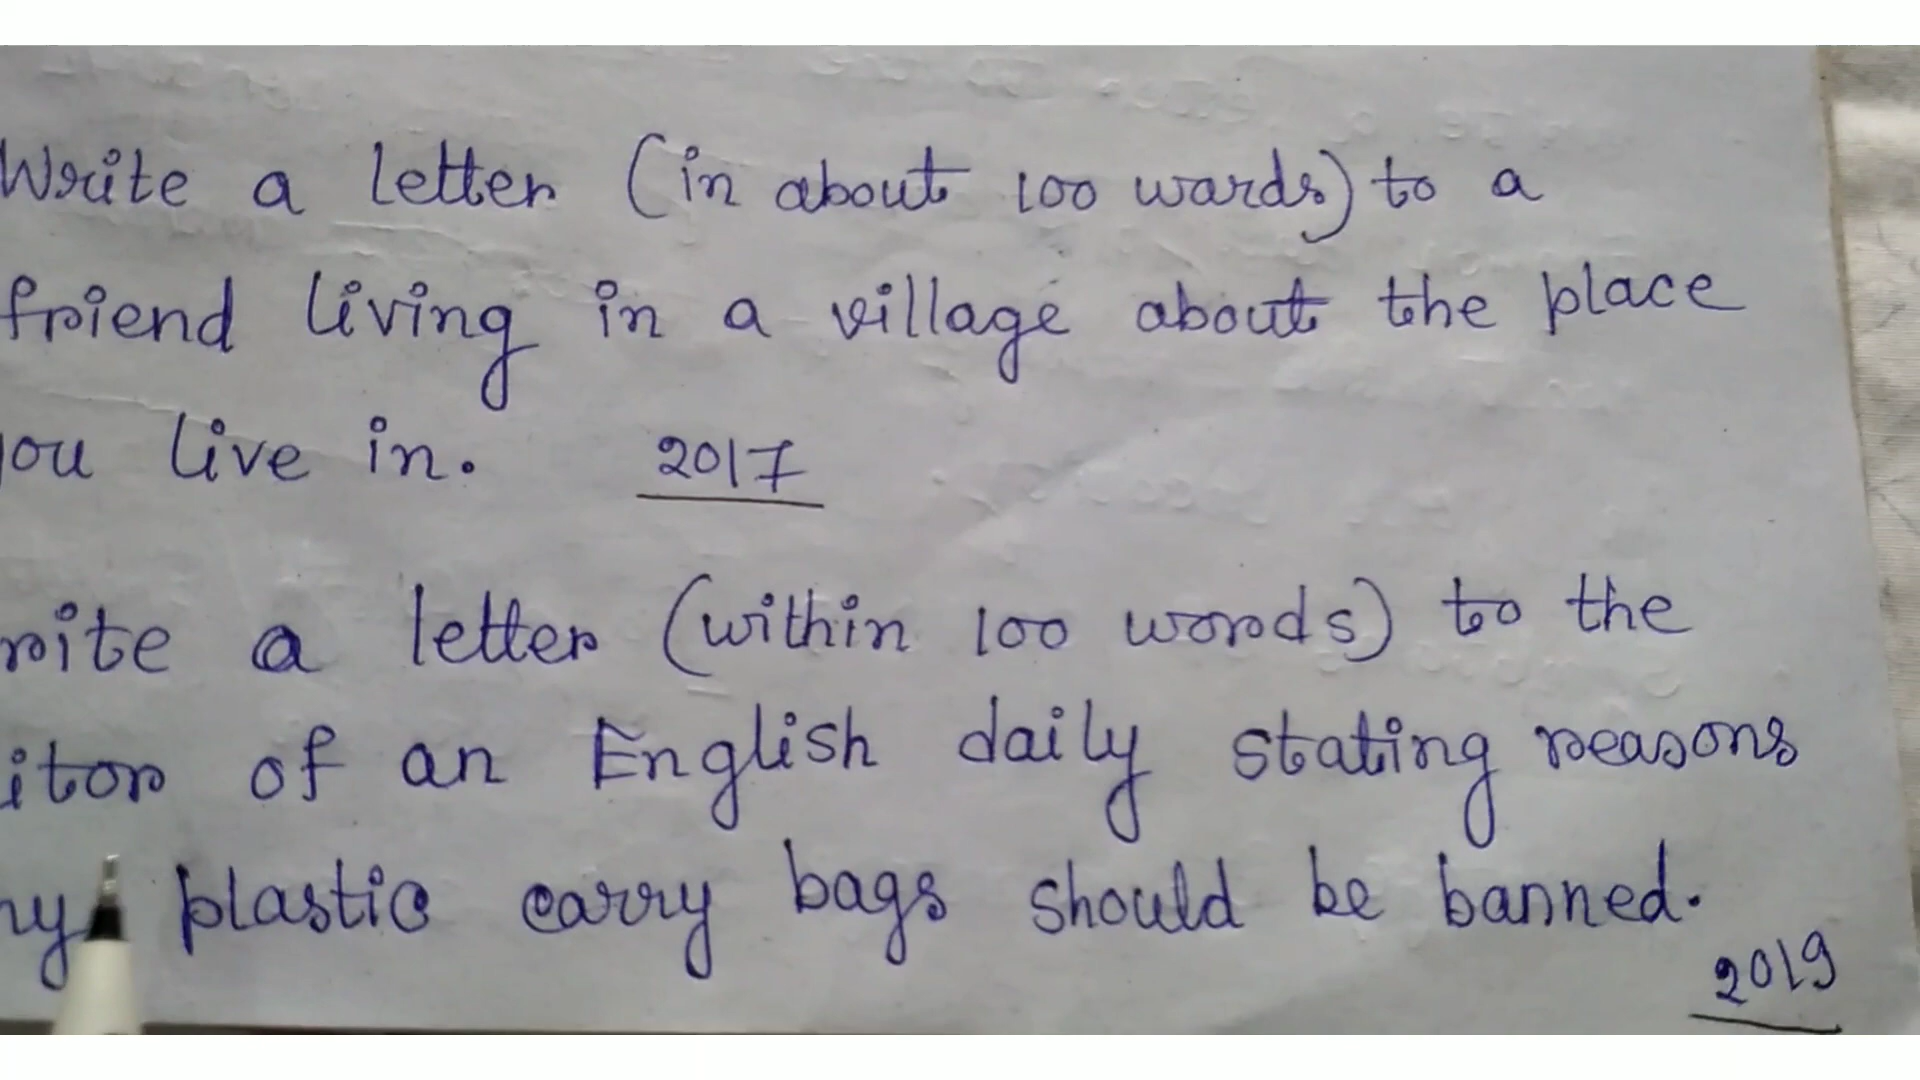 Write a letter (in about 100 wards) to a
friend living in a village about the place
you live in. 2017
rite a letter (within 100 words) to the
itor of an English daily stating reasons
hy plastic carry bags should be banned.
2019